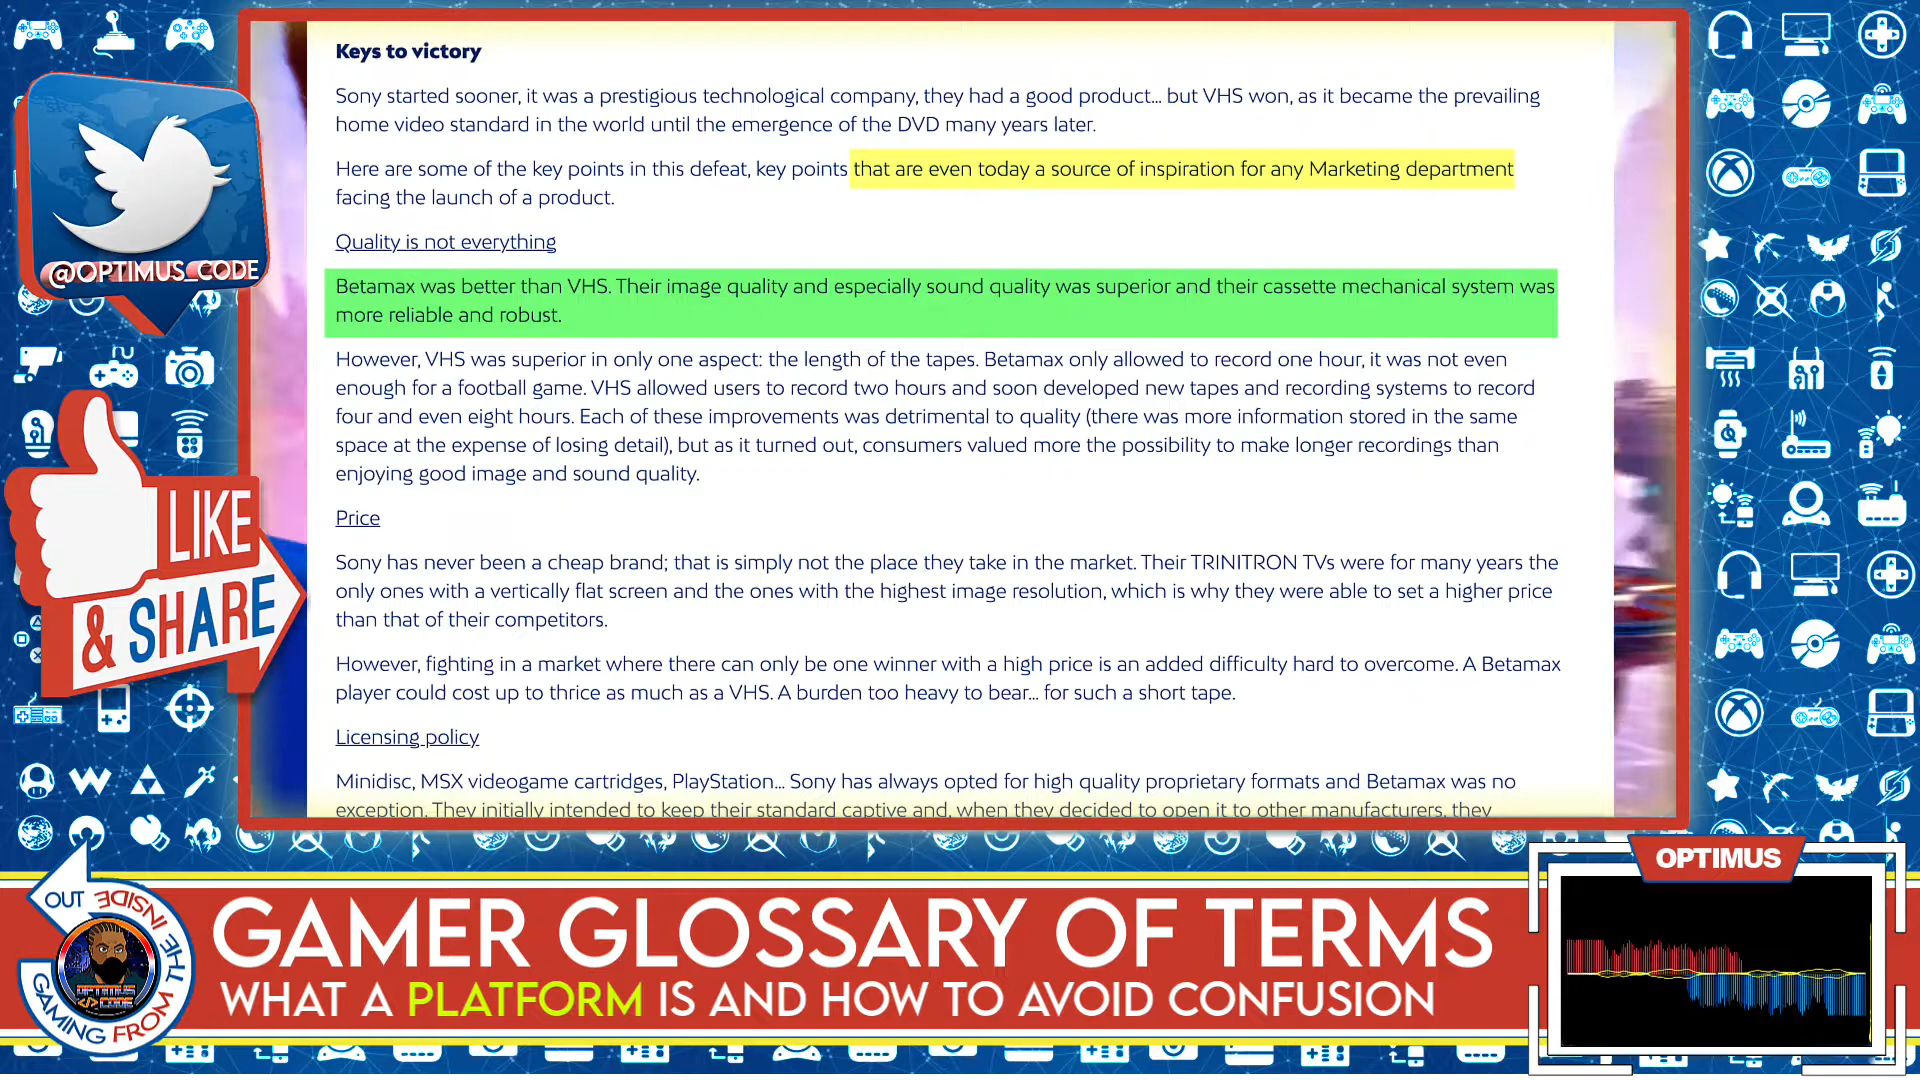 Keys to victory
Sony started sooner, it was a prestigious technological company, they had a good product... but VHS won, as it became the prevailing
home video standard in the world until the emergence of the DVD many years later.
Here are some of the key points in this defeat, key points that are even today a source of inspiration for any Marketing department
facing the launch of a product.
Quality is not everything
Betamax was better than VHS. Their image quality and especially sound quality was superior and their cassette mechanical system was
more reliable and robust.
However, VHS was superior in only one aspect: the length of the tapes. Betamax only allowed to record one hour, it was not even
enough for a football game. VHS allowed users to record two hours and soon developed new tapes and recording systems to record
four and even eight hours. Each of these improvements was detrimental to quality (there was more information stored in the same
space at the expense of losing detail), but as it turned out, consumers valued more the possibility to make longer recordings than
enjoying good image and sound quality.
Price
Sony has never been a cheap brand; that is simply not the place they take in the market. Their TRINITRON TVs were for many years the
only ones with a vertically flat screen and the ones with the highest image resolution, which is why they were able to set a higher price
than that of their competitors.
However, fighting in a market where there can only be one winner with a high price is an added difficulty hard to overcome. A Betamax
player could cost up to thrice as much as a VHS. A burden too heavy to bear... for such a short tape.
Licensing policy
Minidisc, MSX videogame cartridges, PlayStation... Sony has always opted for high quality proprietary formats and Betamax was no
exception. They initially intended to keep their standard captive and, when they decided to open it to other manufacturers, they
@OPTIMUS_CODE
LIKE
& SHARE
GAMING FROM THE INSIDE OUT
OPTIMUS
CODE
GAMER GLOSSARY OF TERMS
WHAT A PLATFORM IS AND HOW TO AVOID CONFUSION
OPTIMUS